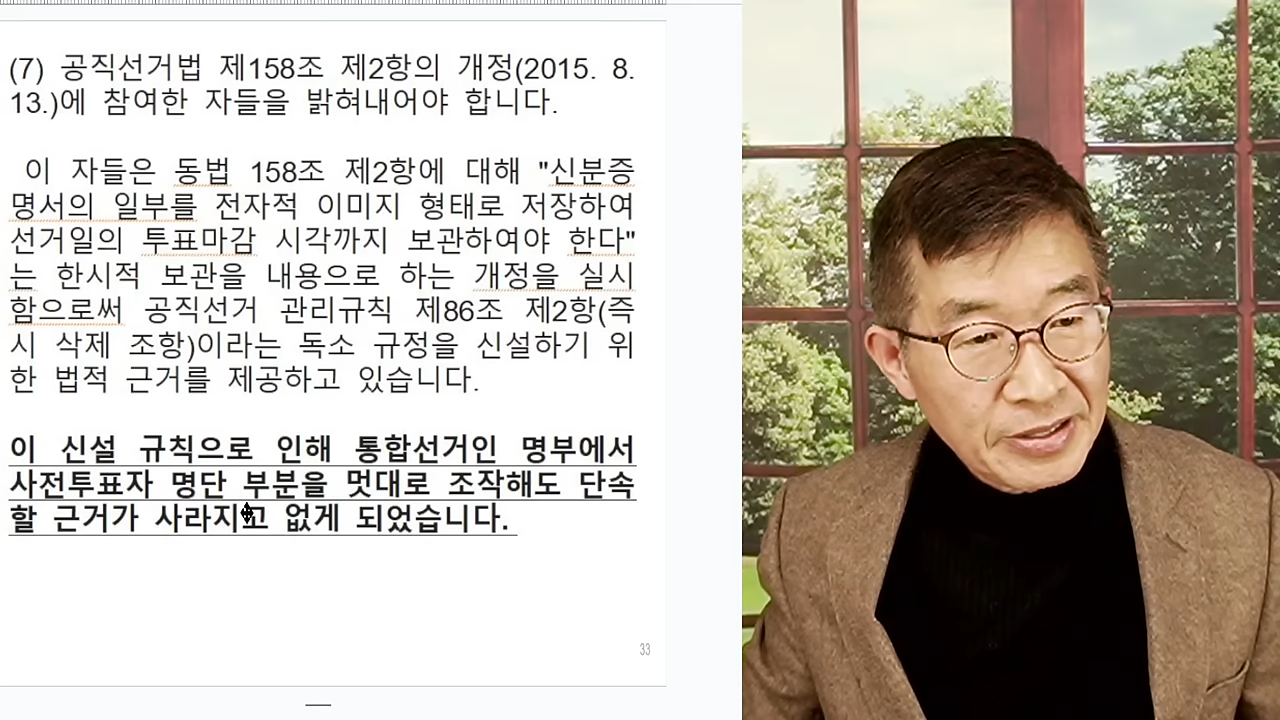 (7) 공직선거법 제158조 제2항의 개정(2015. 8.
13.)에 참여한 자들을 밝혀내어야 합니다.
이 자들은 동법 158조 제2항에 대해 "신분증
명서의 일부를 전자적 이미지 형태로 저장하여
선거일의 투표마감 시각까지 보관하여야 한다"
는 한시적 보관을 내용으로 하는 개정을 실시
함으로써 공직선거 관리규칙 제86조 제2항(즉
시 삭제 조항)이라는 독소 규정을 신설하기 위
한 법적 근거를 제공하고 있습니다.
이 신설 규칙으로 인해 통합선거인 명부에서
사전투표자 명단 부분을 멋대로 조작해도 단속
할 근거가 사라지고 없게 되었습니다.
33